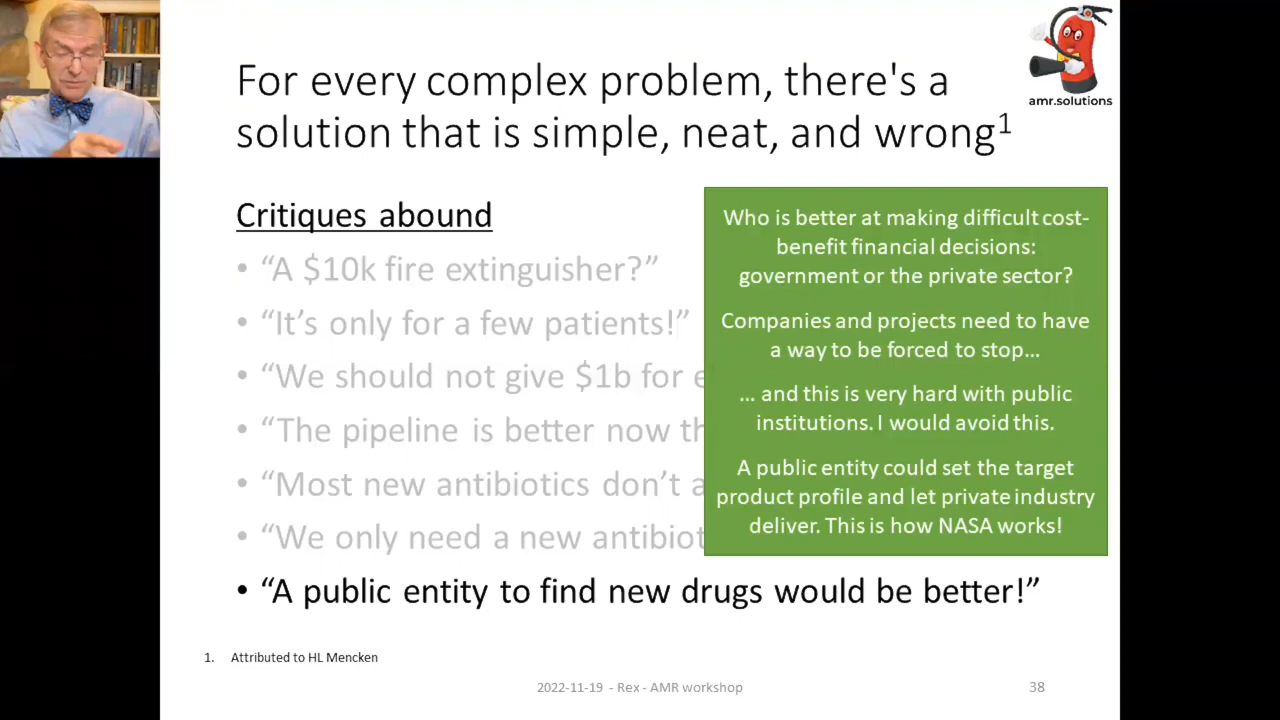 amr.solutions
For every complex problem, there's a
solution that is simple, neat, and wrong1
Critiques abound
• “A $10k fire extinguisher?”
• “It’s only for a few patients!”
• “We should not give $1b for e
• “The pipeline is better now th
• “Most new antibiotics don’t a
• “We only need a new antibiot
• “A public entity to find new drugs would be better!”
Who is better at making difficult cost-
benefit financial decisions:
government or the private sector?
Companies and projects need to have
a way to be forced to stop…
… and this is very hard with public
institutions. I would avoid this.
A public entity could set the target
product profile and let private industry
deliver. This is how NASA works!
1. Attributed to HL Mencken
2022-11-19 - Rex - AMR workshop
38